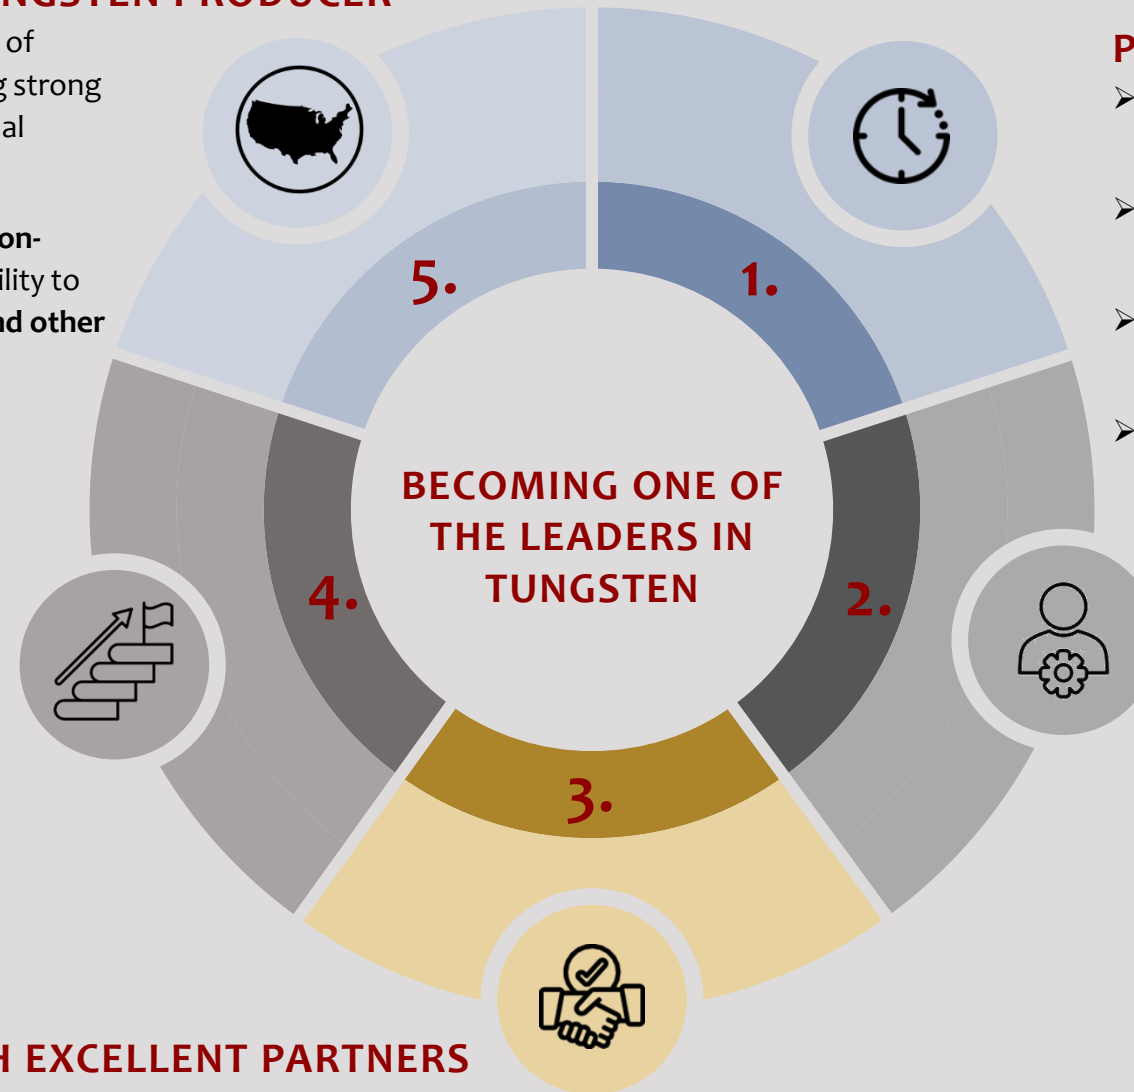 PRODUCER
of
strong
al
on-
ility to
nd other
P
5.
1.
BECOMING ONE OF
THE LEADERS IN
TUNGSTEN
4.
2.
3.
H EXCELLENT PARTNERS